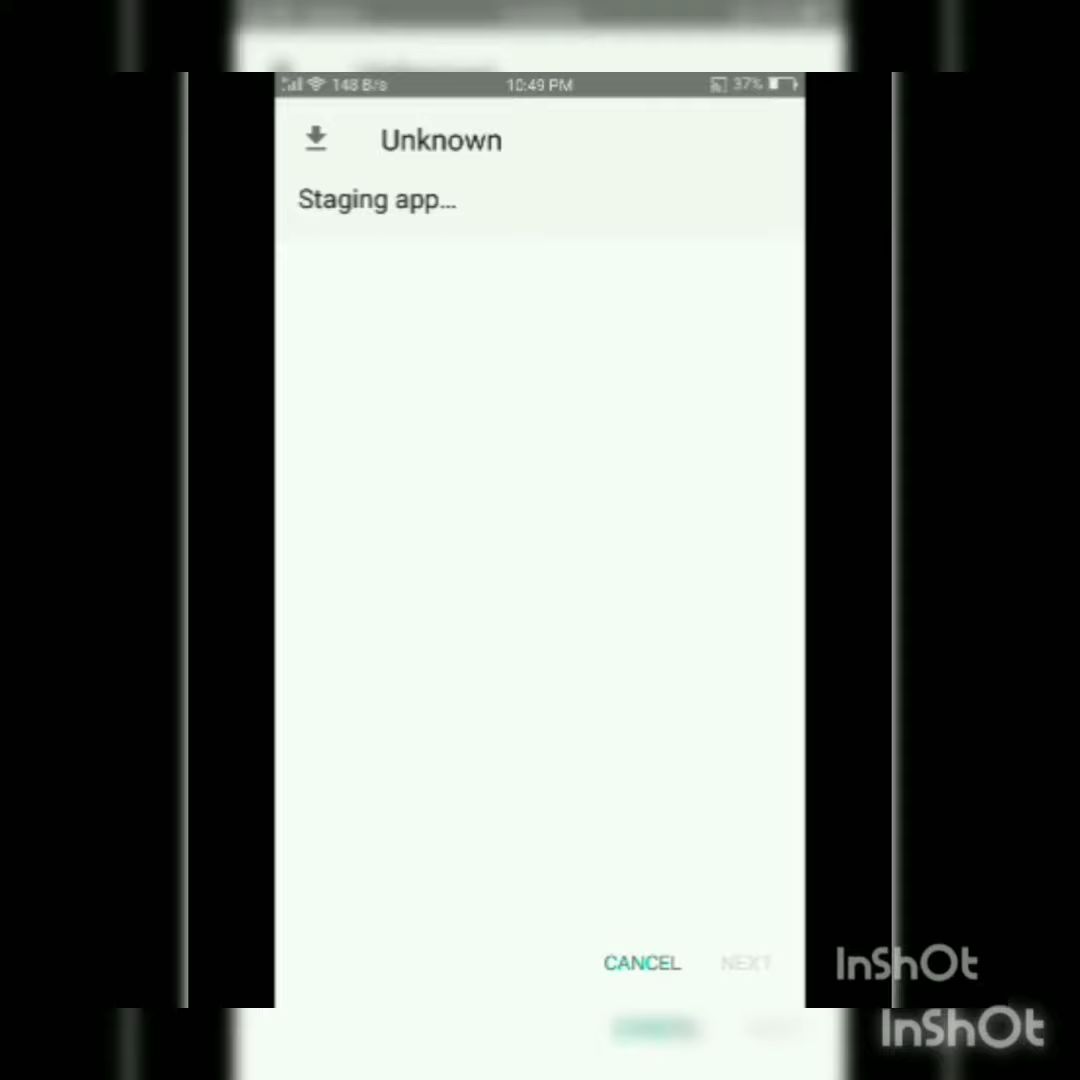 148 B/s 10:49 PM 37%
Unknown
Staging app...
CANCEL NEXT
InShOt
InShOt